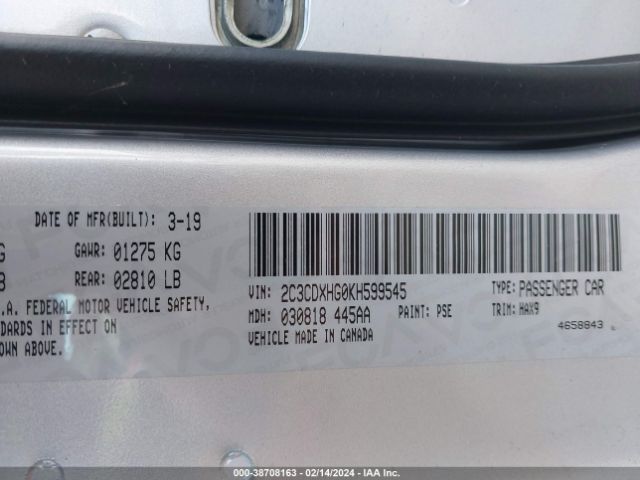 DATE OF MFR(BUILT): 3-19
G GAWR: 01275 KG
B REAR: 02810 LB
.A. FEDERAL MOTOR VEHICLE SAFETY,
DARDS IN EFFECT ON
OWN ABOVE.
VIN: 2C3CDXHG0KH599545
TYPE: PASSENGER CAR
MDH: 030818 445AA
PAINT: PSE
TRIM: HAX9
VEHICLE MADE IN CANADA
4658843
000-38708163 - 02/14/2024 - IAAI.COM